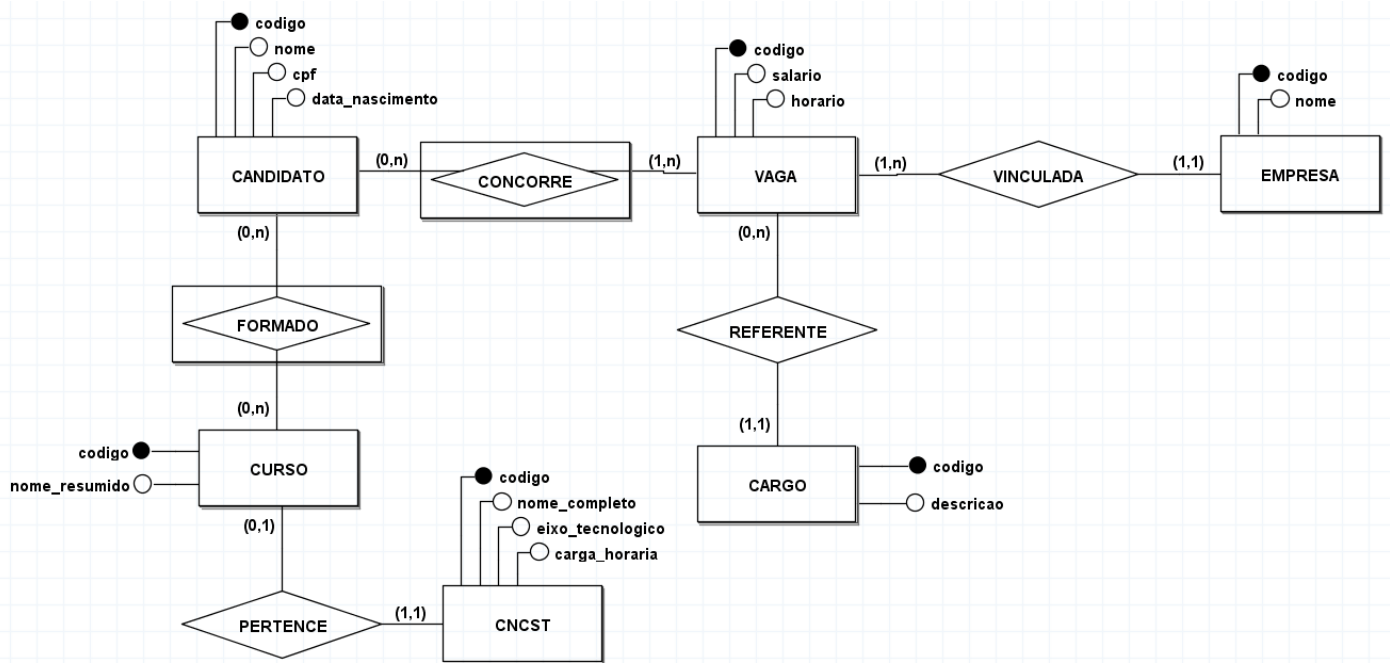 codigo
nome
cpf
data_nascimento
CANDIDATO
(0,n)
CONCORRE
(1,n)
codigo
salario
horario
VAGA
(1,n)
VINCULADA
(1,1)
codigo
nome
EMPRESA
(0,n)
FORMADO
(0,n)
(0,n)
REFERENTE
(1,1)
codigo
nome_resumido
CURSO
(0,1)
PERTENCE
(1,1)
codigo
nome_completo
eixo_tecnologico
carga_horaria
CNCST
CARGO
codigo
descricao